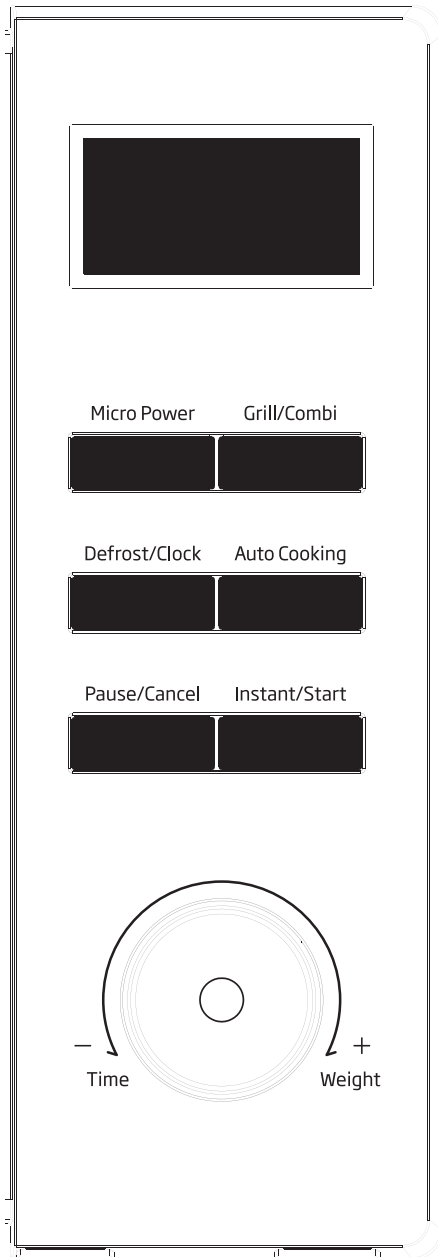 Micro Power Grill/Combi
Defrost/Clock Auto Cooking
Pause/Cancel Instant/Start
− +
Time Weight